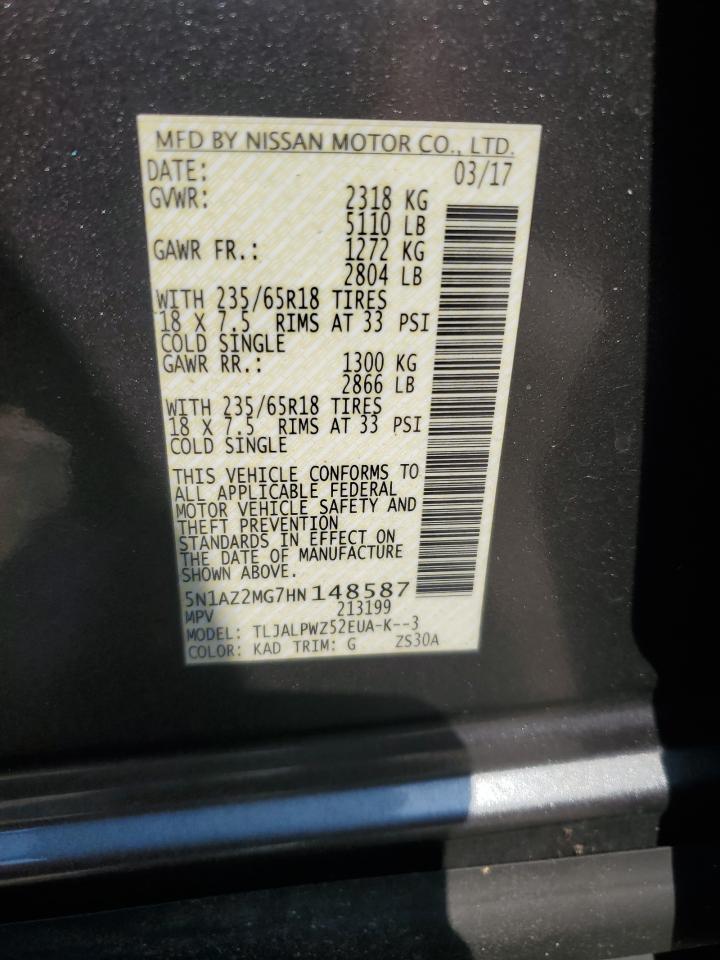 MFD BY NISSAN MOTOR CO., LTD.
DATE: 03/17
GVWR: 2318 KG
5110 LB
GAWR FR.: 1272 KG
2804 LB
WITH 235/65R18 TIRES
18 X 7.5 RIMS AT 33 PSI
COLD SINGLE
GAWR RR.: 1300 KG
2866 LB
WITH 235/65R18 TIRES
18 X 7.5 RIMS AT 33 PSI
COLD SINGLE
THIS VEHICLE CONFORMS TO
ALL APPLICABLE FEDERAL
MOTOR VEHICLE SAFETY AND
THEFT PREVENTION
STANDARDS IN EFFECT ON
THE DATE OF MANUFACTURE
SHOWN ABOVE.
5N1AZ2MG7HN148587
MPV 213199
MODEL: TLJALPWZ52EUA-K--3
COLOR: KAD TRIM: G ZS30A